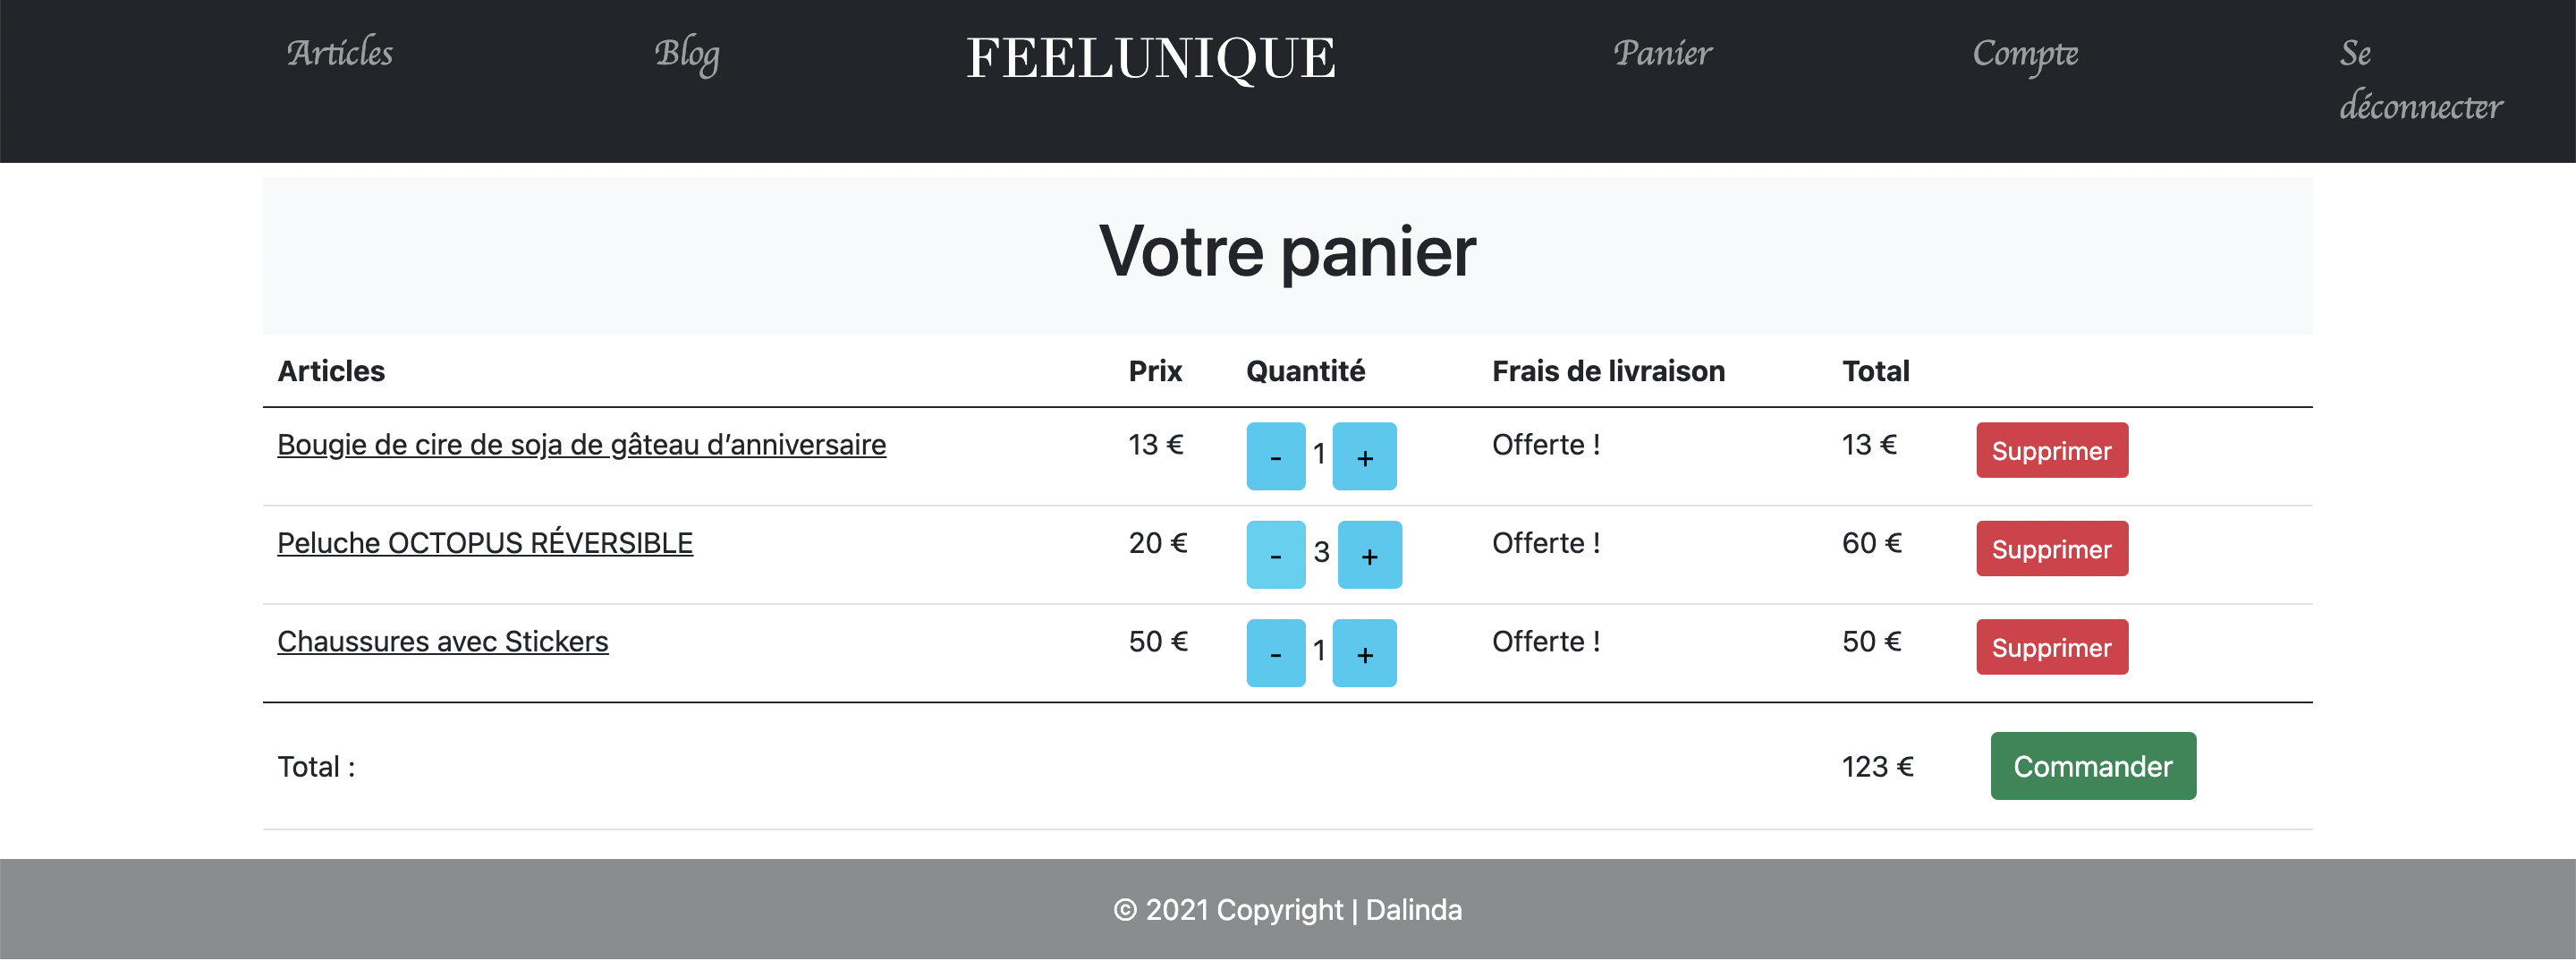 Articles Blog FEELUNIQUE Panier Compte Se
déconnecter
Votre panier
Articles Prix Quantité Frais de livraison Total
Bougie de cire de soja de gâteau d’anniversaire 13 € - 1 + Offerte ! 13 € Supprimer
Peluche OCTOPUS RÉVERSIBLE 20 € - 3 + Offerte ! 60 € Supprimer
Chaussures avec Stickers 50 € - 1 + Offerte ! 50 € Supprimer
Total : 123 € Commander
© 2021 Copyright | Dalinda